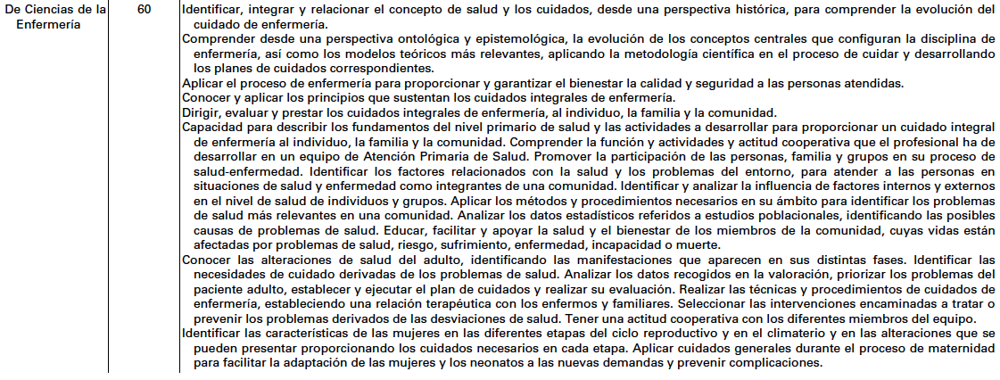 De Ciencias de la
Enfermería
60
Identificar, integrar y relacionar el concepto de salud y los cuidados, desde una perspectiva histórica, para comprender la evolución del
cuidado de enfermería.
Comprender desde una perspectiva ontológica y epistemológica, la evolución de los conceptos centrales que configuran la disciplina de
enfermería, así como los modelos teóricos más relevantes, aplicando la metodología científica en el proceso de cuidar y desarrollando
los planes de cuidados correspondientes.
Aplicar el proceso de enfermería para proporcionar y garantizar el bienestar la calidad y seguridad a las personas atendidas.
Conocer y aplicar los principios que sustentan los cuidados integrales de enfermería.
Dirigir, evaluar y prestar los cuidados integrales de enfermería, al individuo, la familia y la comunidad.
Capacidad para describir los fundamentos del nivel primario de salud y las actividades a desarrollar para proporcionar un cuidado integral
de enfermería al individuo, la familia y la comunidad. Comprender la función y actividades y actitud cooperativa que el profesional ha de
desarrollar en un equipo de Atención Primaria de Salud. Promover la participación de las personas, familia y grupos en su proceso de
salud-enfermedad. Identificar los factores relacionados con la salud y los problemas del entorno, para atender a las personas en
situaciones de salud y enfermedad como integrantes de una comunidad. Identificar y analizar la influencia de factores internos y externos
en el nivel de salud de individuos y grupos. Aplicar los métodos y procedimientos necesarios en su ámbito para identificar los problemas
de salud más relevantes en una comunidad. Analizar los datos estadísticos referidos a estudios poblacionales, identificando las posibles
causas de problemas de salud. Educar, facilitar y apoyar la salud y el bienestar de los miembros de la comunidad, cuyas vidas están
afectadas por problemas de salud, riesgo, sufrimiento, enfermedad, incapacidad o muerte.
Conocer las alteraciones de salud del adulto, identificando las manifestaciones que aparecen en sus distintas fases. Identificar las
necesidades de cuidado derivadas de los problemas de salud. Analizar los datos recogidos en la valoración, priorizar los problemas del
paciente adulto, establecer y ejecutar el plan de cuidados y realizar su evaluación. Realizar las técnicas y procedimientos de cuidados de
enfermería, estableciendo una relación terapéutica con los enfermos y familiares. Seleccionar las intervenciones encaminadas a tratar o
prevenir los problemas derivados de las desviaciones de salud. Tener una actitud cooperativa con los diferentes miembros del equipo.
Identificar las características de las mujeres en las diferentes etapas del ciclo reproductivo y en el climaterio y en las alteraciones que se
pueden presentar proporcionando los cuidados necesarios en cada etapa. Aplicar cuidados generales durante el proceso de maternidad
para facilitar la adaptación de las mujeres y los neonatos a las nuevas demandas y prevenir complicaciones.